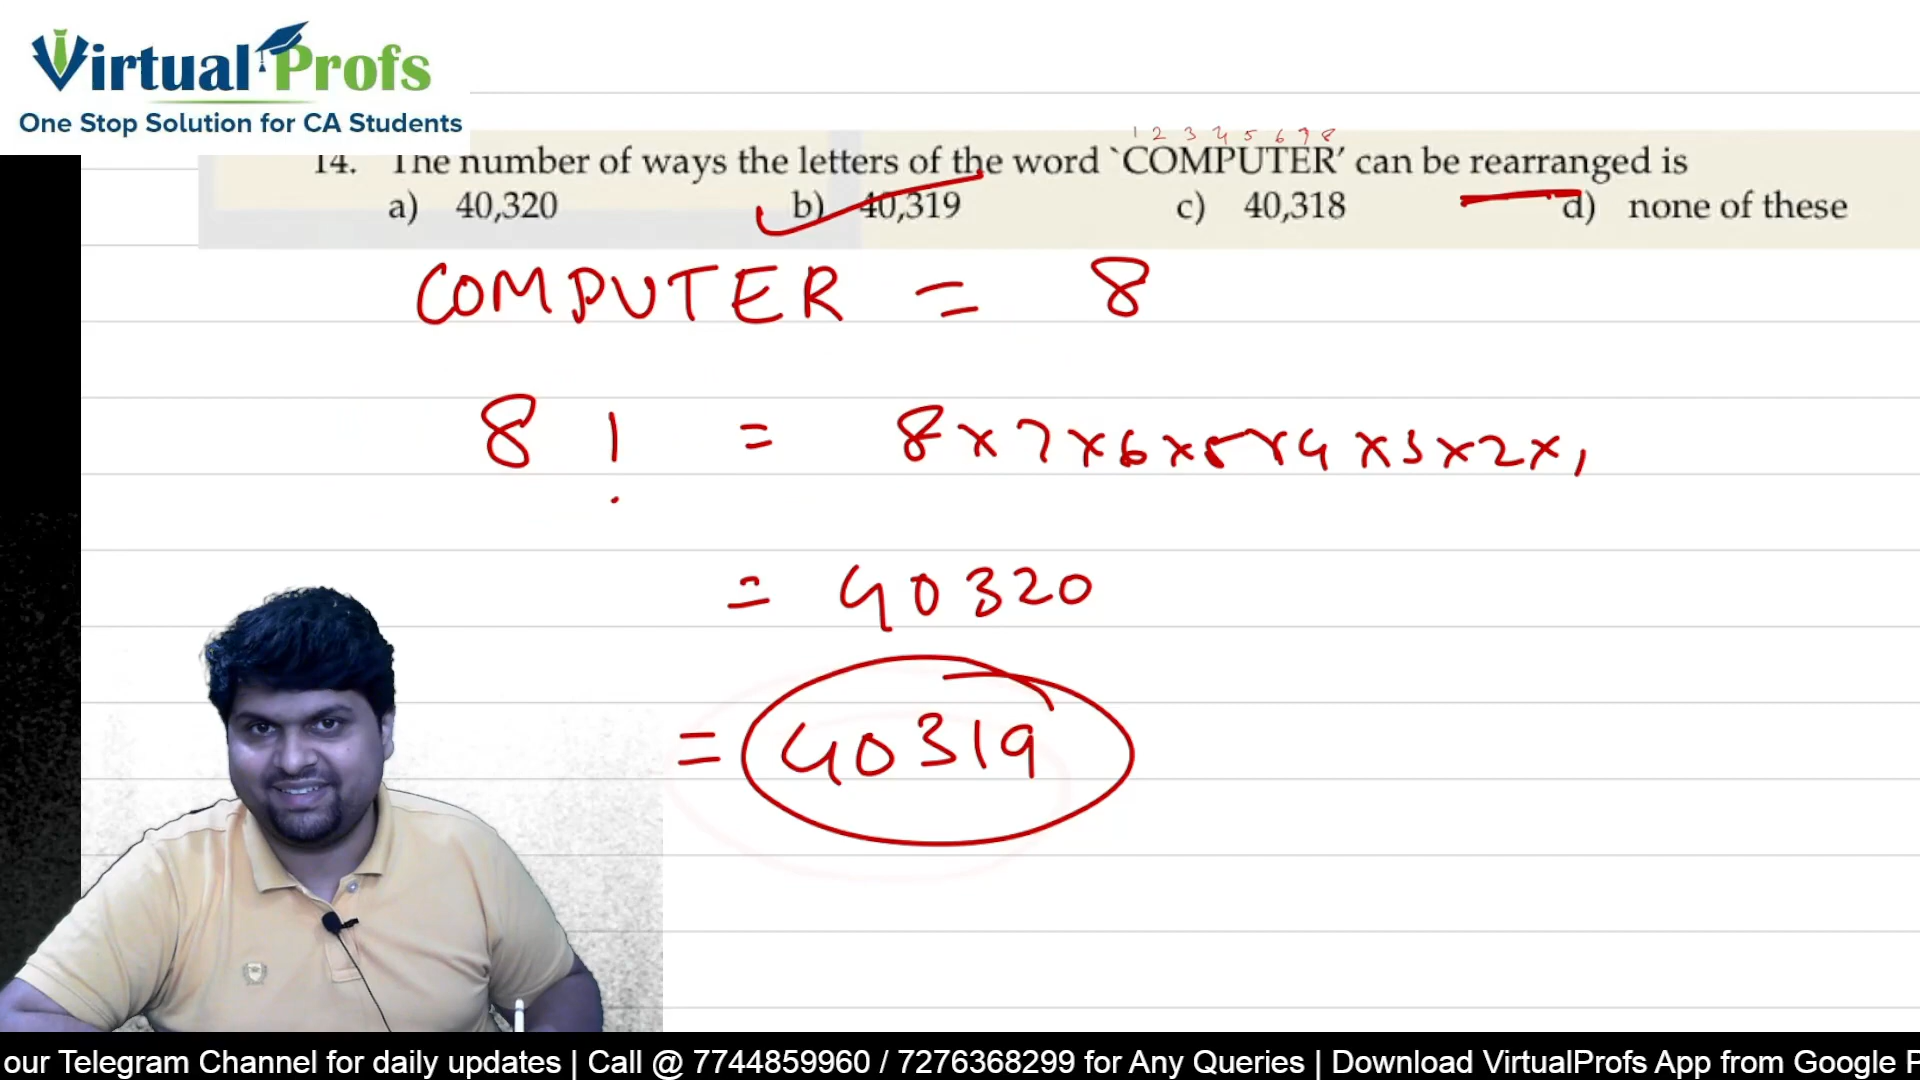 Virtual Profs
One Stop Solution for CA Students
1 2 3 4 5 6 7 8
14. The number of ways the letters of the word `COMPUTER' can be rearranged is
a) 40,320 b) 40,319 c) 40,318 d) none of these
COMPUTER = 8
8 ! = 8×7×6×5×4×3×2×1
= 40320
= 40319
our Telegram Channel for daily updates | Call @ 7744859960 / 7276368299 for Any Queries | Download VirtualProfs App from Google P